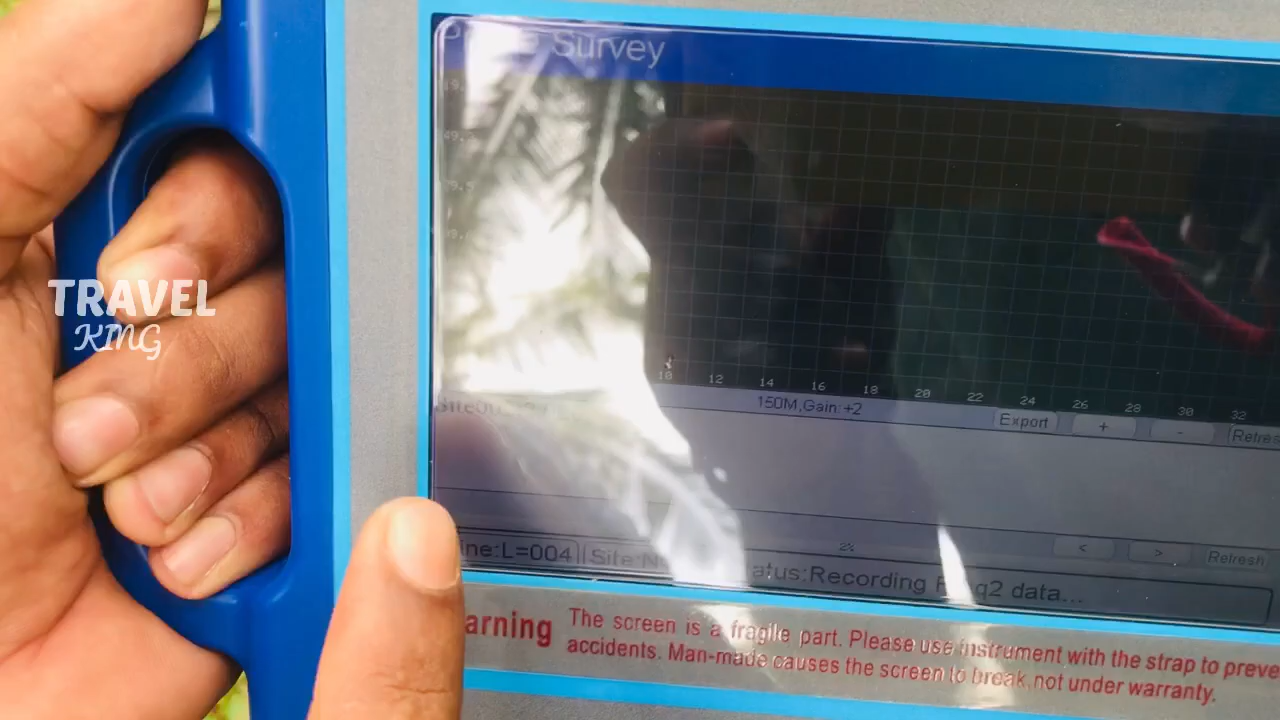 Survey
TRAVEL
KING
10 12 14 16 18 20 22 24 26 28 30 32
150M,Gain:+2
Export + -
2%
< > Refresh
L=004 Recording data...
The screen is a fragile part. Please use instrument with the strap to
accidents. Man-made causes the screen to break,not under warranty.